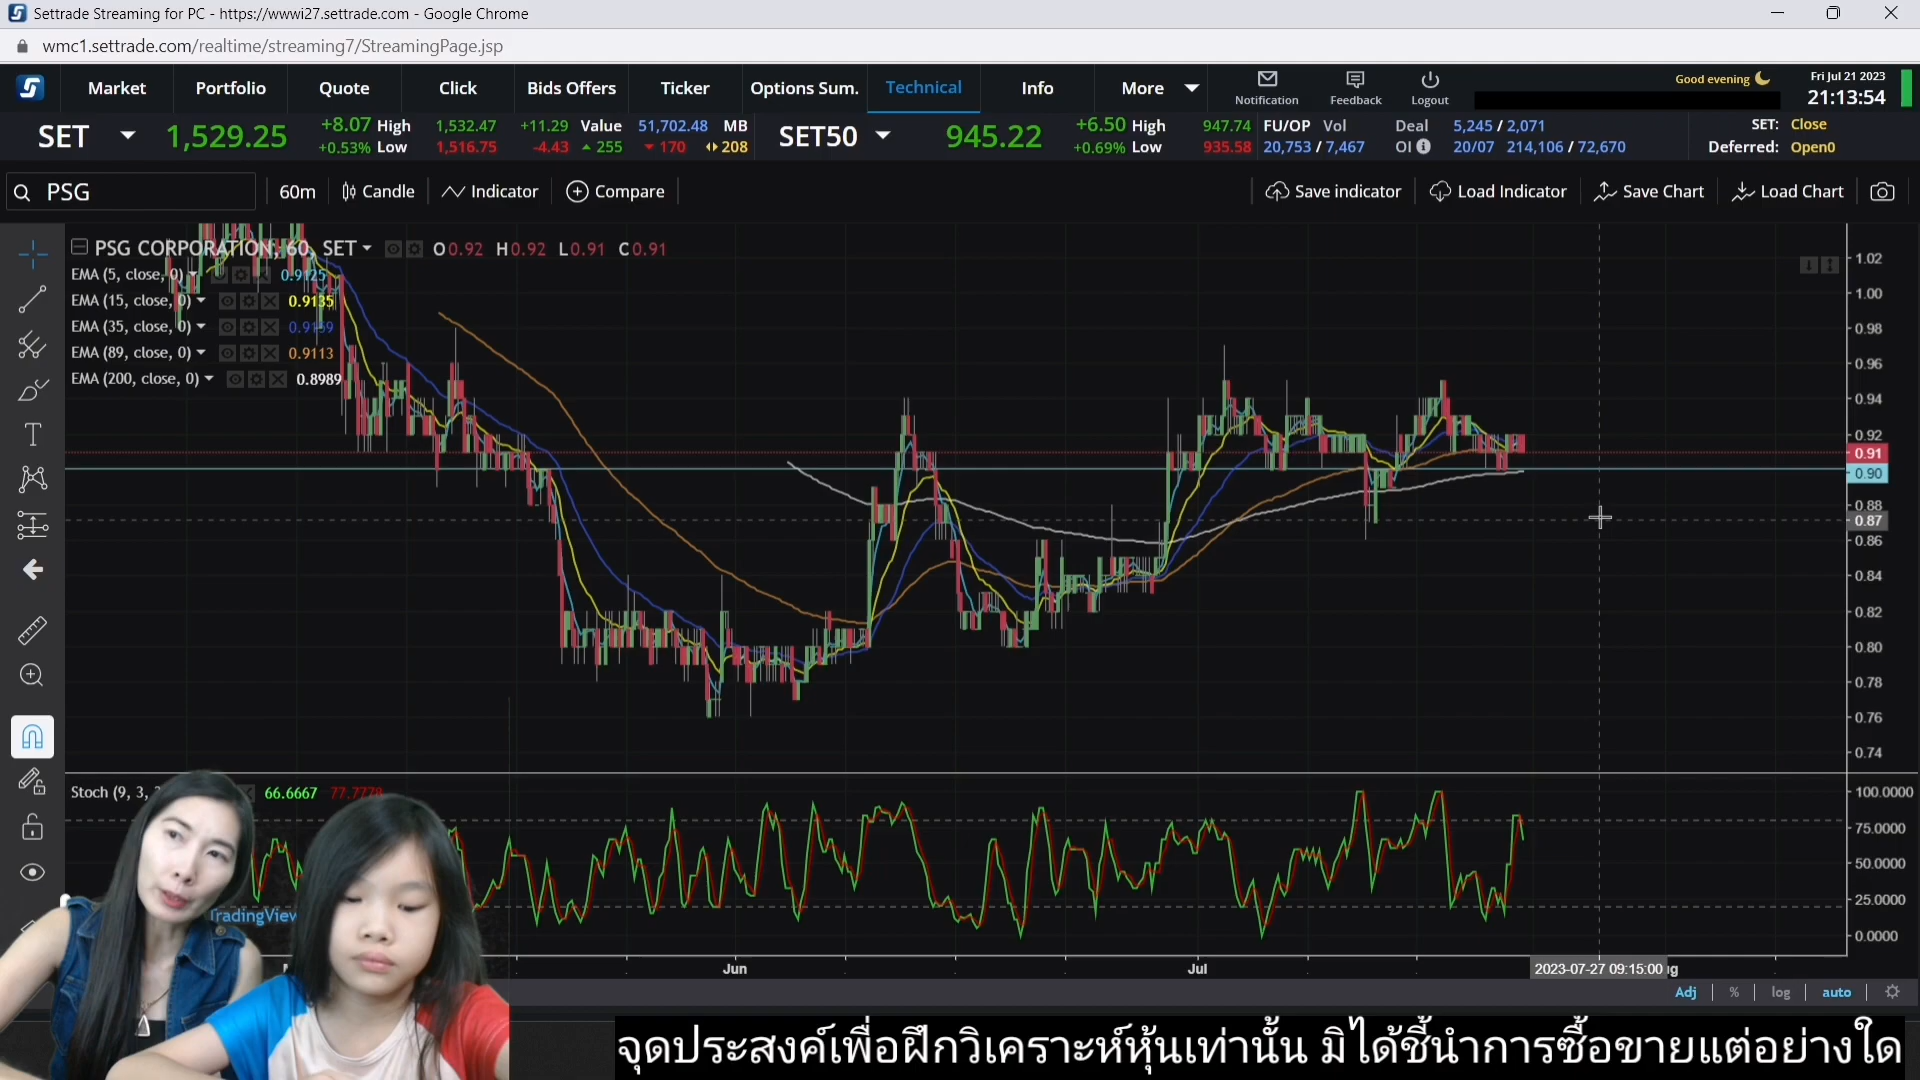 Settrade Streaming for PC - https://wwwi27.settrade.com - Google Chrome
wmc1.settrade.com/realtime/streaming7/StreamingPage.jsp
Market Portfolio Quote Click Bids Offers Ticker Options Sum. Technical Info More Notification Feedback Logout Good evening Fri Jul 21 2023 21:13:54
SET 1,529.25 +8.07 High 1,532.47 +11.29 Value 51,702.48 MB SET50 945.22 +6.50 High 947.74 FU/OP Vol Deal 5,245 / 2,071 SET: Close
+0.53% Low 1,516.75 -4.43 255 170 208 +0.69% Low 935.58 20,753 / 7,467 OI 20/07 214,106 / 72,670 Deferred: Open0
PSG 60m Candle Indicator Compare Save indicator Load Indicator Save Chart Load Chart
PSG CORPORATION, 60, SET O0.92 H0.92 L0.91 C0.91
EMA (5, close, 0) 0.9125
EMA (15, close, 0) 0.9135
EMA (35, close, 0)
EMA (89, close, 0) 0.9113
EMA (200, close, 0) 0.8989
1.02
1.00
0.98
0.96
0.94
0.92
0.91
0.90
0.88
0.87
0.86
0.84
0.82
0.80
0.78
0.76
0.74
Stoch (9, 3, 66.6667 77.7778
100.0000
75.0000
50.0000
25.0000
0.0000
TradingView
Jun Jul 2023-07-27 09:15:00
Adj % log auto
จุดประสงค์เพื่อฝึกวิเคราะห์หุ้นเท่านั้น มิได้ชี้นำการซื้อขายแต่อย่างใด